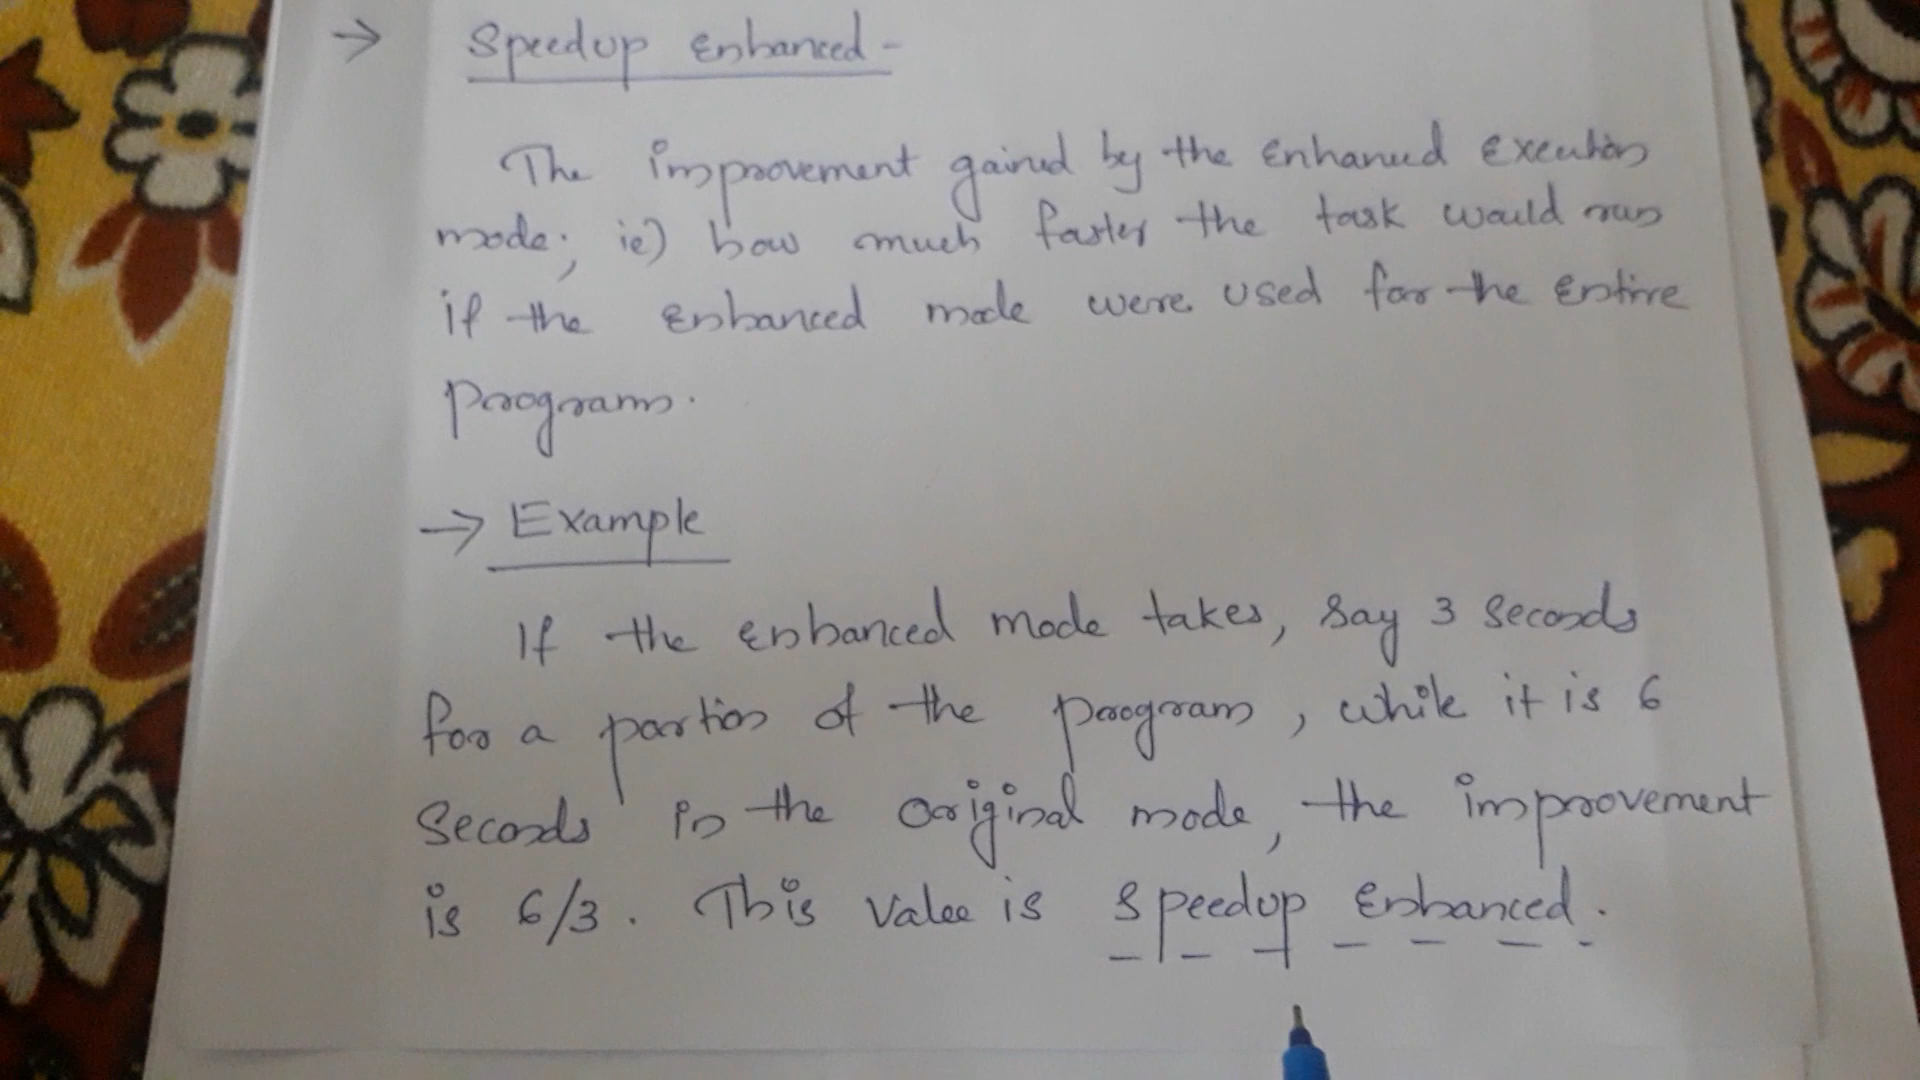 → Speedup Enhanced -
The improvement gained by the Enhanced Execution
mode; ie) how much faster the task would run
if the Enhanced mode were used for the Entire
program.
→ Example
If the Enhanced mode takes, say 3 seconds
for a portion of the program, while it is 6
Seconds in the original mode, the improvement
is 6/3. This Value is Speedup Enhanced.